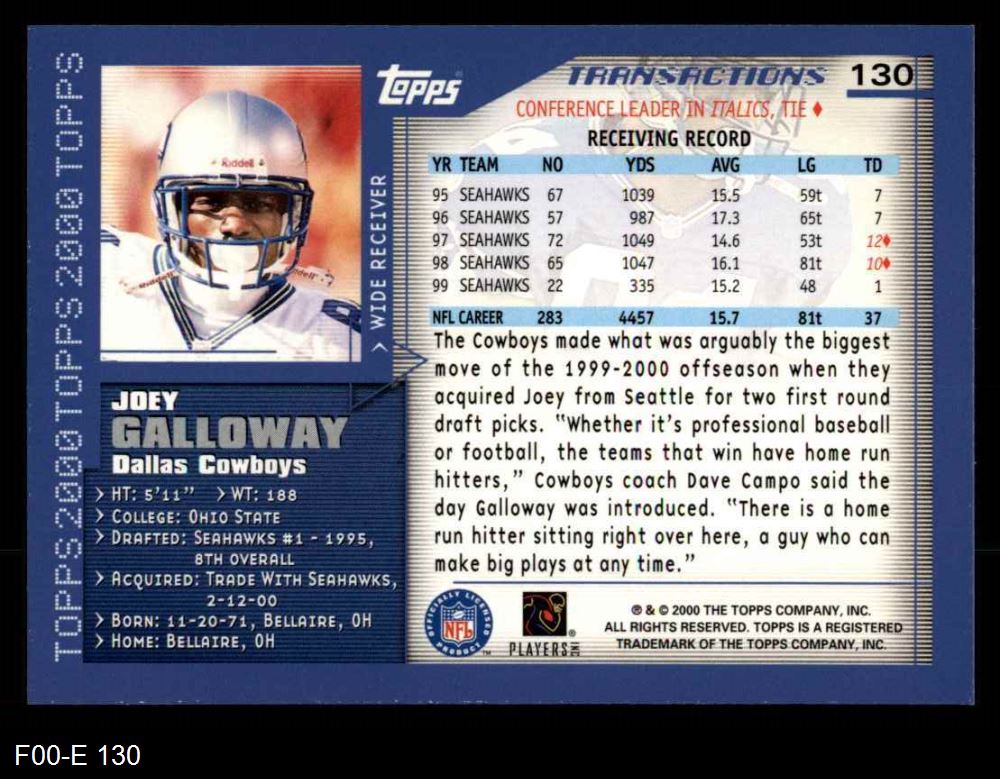 TOPPS 2000 TOPPS 2000 TOPPS 2000 TOPPS
Riddell
WIDE RECEIVER
JOEY
GALLOWAY
Dallas Cowboys
> HT: 5'11" > WT: 188
> COLLEGE: OHIO STATE
> DRAFTED: SEAHAWKS #1 - 1995,
8TH OVERALL
> ACQUIRED: TRADE WITH SEAHAWKS,
2-12-00
> BORN: 11-20-71, BELLAIRE, OH
> HOME: BELLAIRE, OH
Topps
TRANSACTIONS 130
CONFERENCE LEADER IN ITALICS, TIE ♦
RECEIVING RECORD
YR TEAM NO YDS AVG LG TD
95 SEAHAWKS 67 1039 15.5 59t 7
96 SEAHAWKS 57 987 17.3 65t 7
97 SEAHAWKS 72 1049 14.6 53t 12♦
98 SEAHAWKS 65 1047 16.1 81t 10♦
99 SEAHAWKS 22 335 15.2 48 1
NFL CAREER 283 4457 15.7 81t 37
The Cowboys made what was arguably the biggest
move of the 1999-2000 offseason when they
acquired Joey from Seattle for two first round
draft picks. "Whether it's professional baseball
or football, the teams that win have home run
hitters," Cowboys coach Dave Campo said the
day Galloway was introduced. "There is a home
run hitter sitting right over here, a guy who can
make big plays at any time."
OFFICIALLY LICENSED
NFL
PRODUCT
™
PLAYERS INC
®
® & © 2000 THE TOPPS COMPANY, INC.
ALL RIGHTS RESERVED. TOPPS IS A REGISTERED
TRADEMARK OF THE TOPPS COMPANY, INC.
F00-E 130